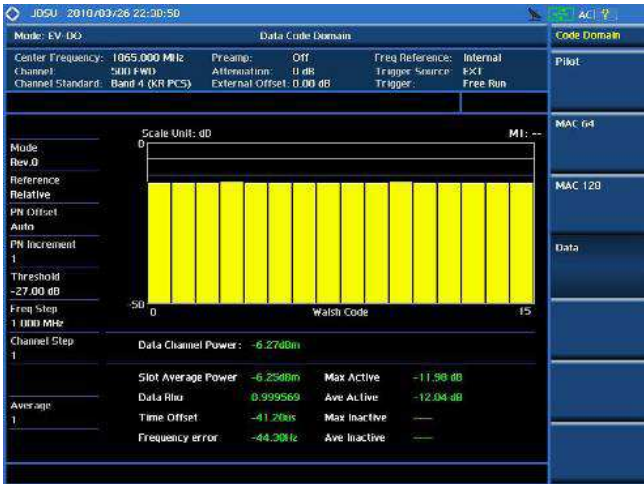 JDSU 2010/03/26 22:30:50
AC
Mode: EV-DO
Data Code Domain
Code Domain
Center Frequency: 1865.000 MHz
Preamp: Off
Freq Reference: Internal
Channel: 500 FWD
Attenuation: 0 dB
Trigger Source: EXT
Channel Standard: Band 4 (KR PCS)
External Offset: 0.00 dB
Trigger: Free Run
Pilot
MAC 64
MAC 128
Data
Mode
Rev.0
Reference
Relative
PN Offset
Auto
PN Increment
1
Threshold
-27.00 dB
Freq Step
1.000 MHz
Channel Step
1
Average
1
Scale Unit: dB
M1: --
0
-50
0
Walsh Code
15
Data Channel Power: -6.27dBm
Slot Average Power -6.25dBm
Max Active -11.98 dB
Data Rho 0.999569
Ave Active -12.04 dB
Time Offset -41.20us
Max Inactive ----
Frequency error -44.30Hz
Ave Inactive ----